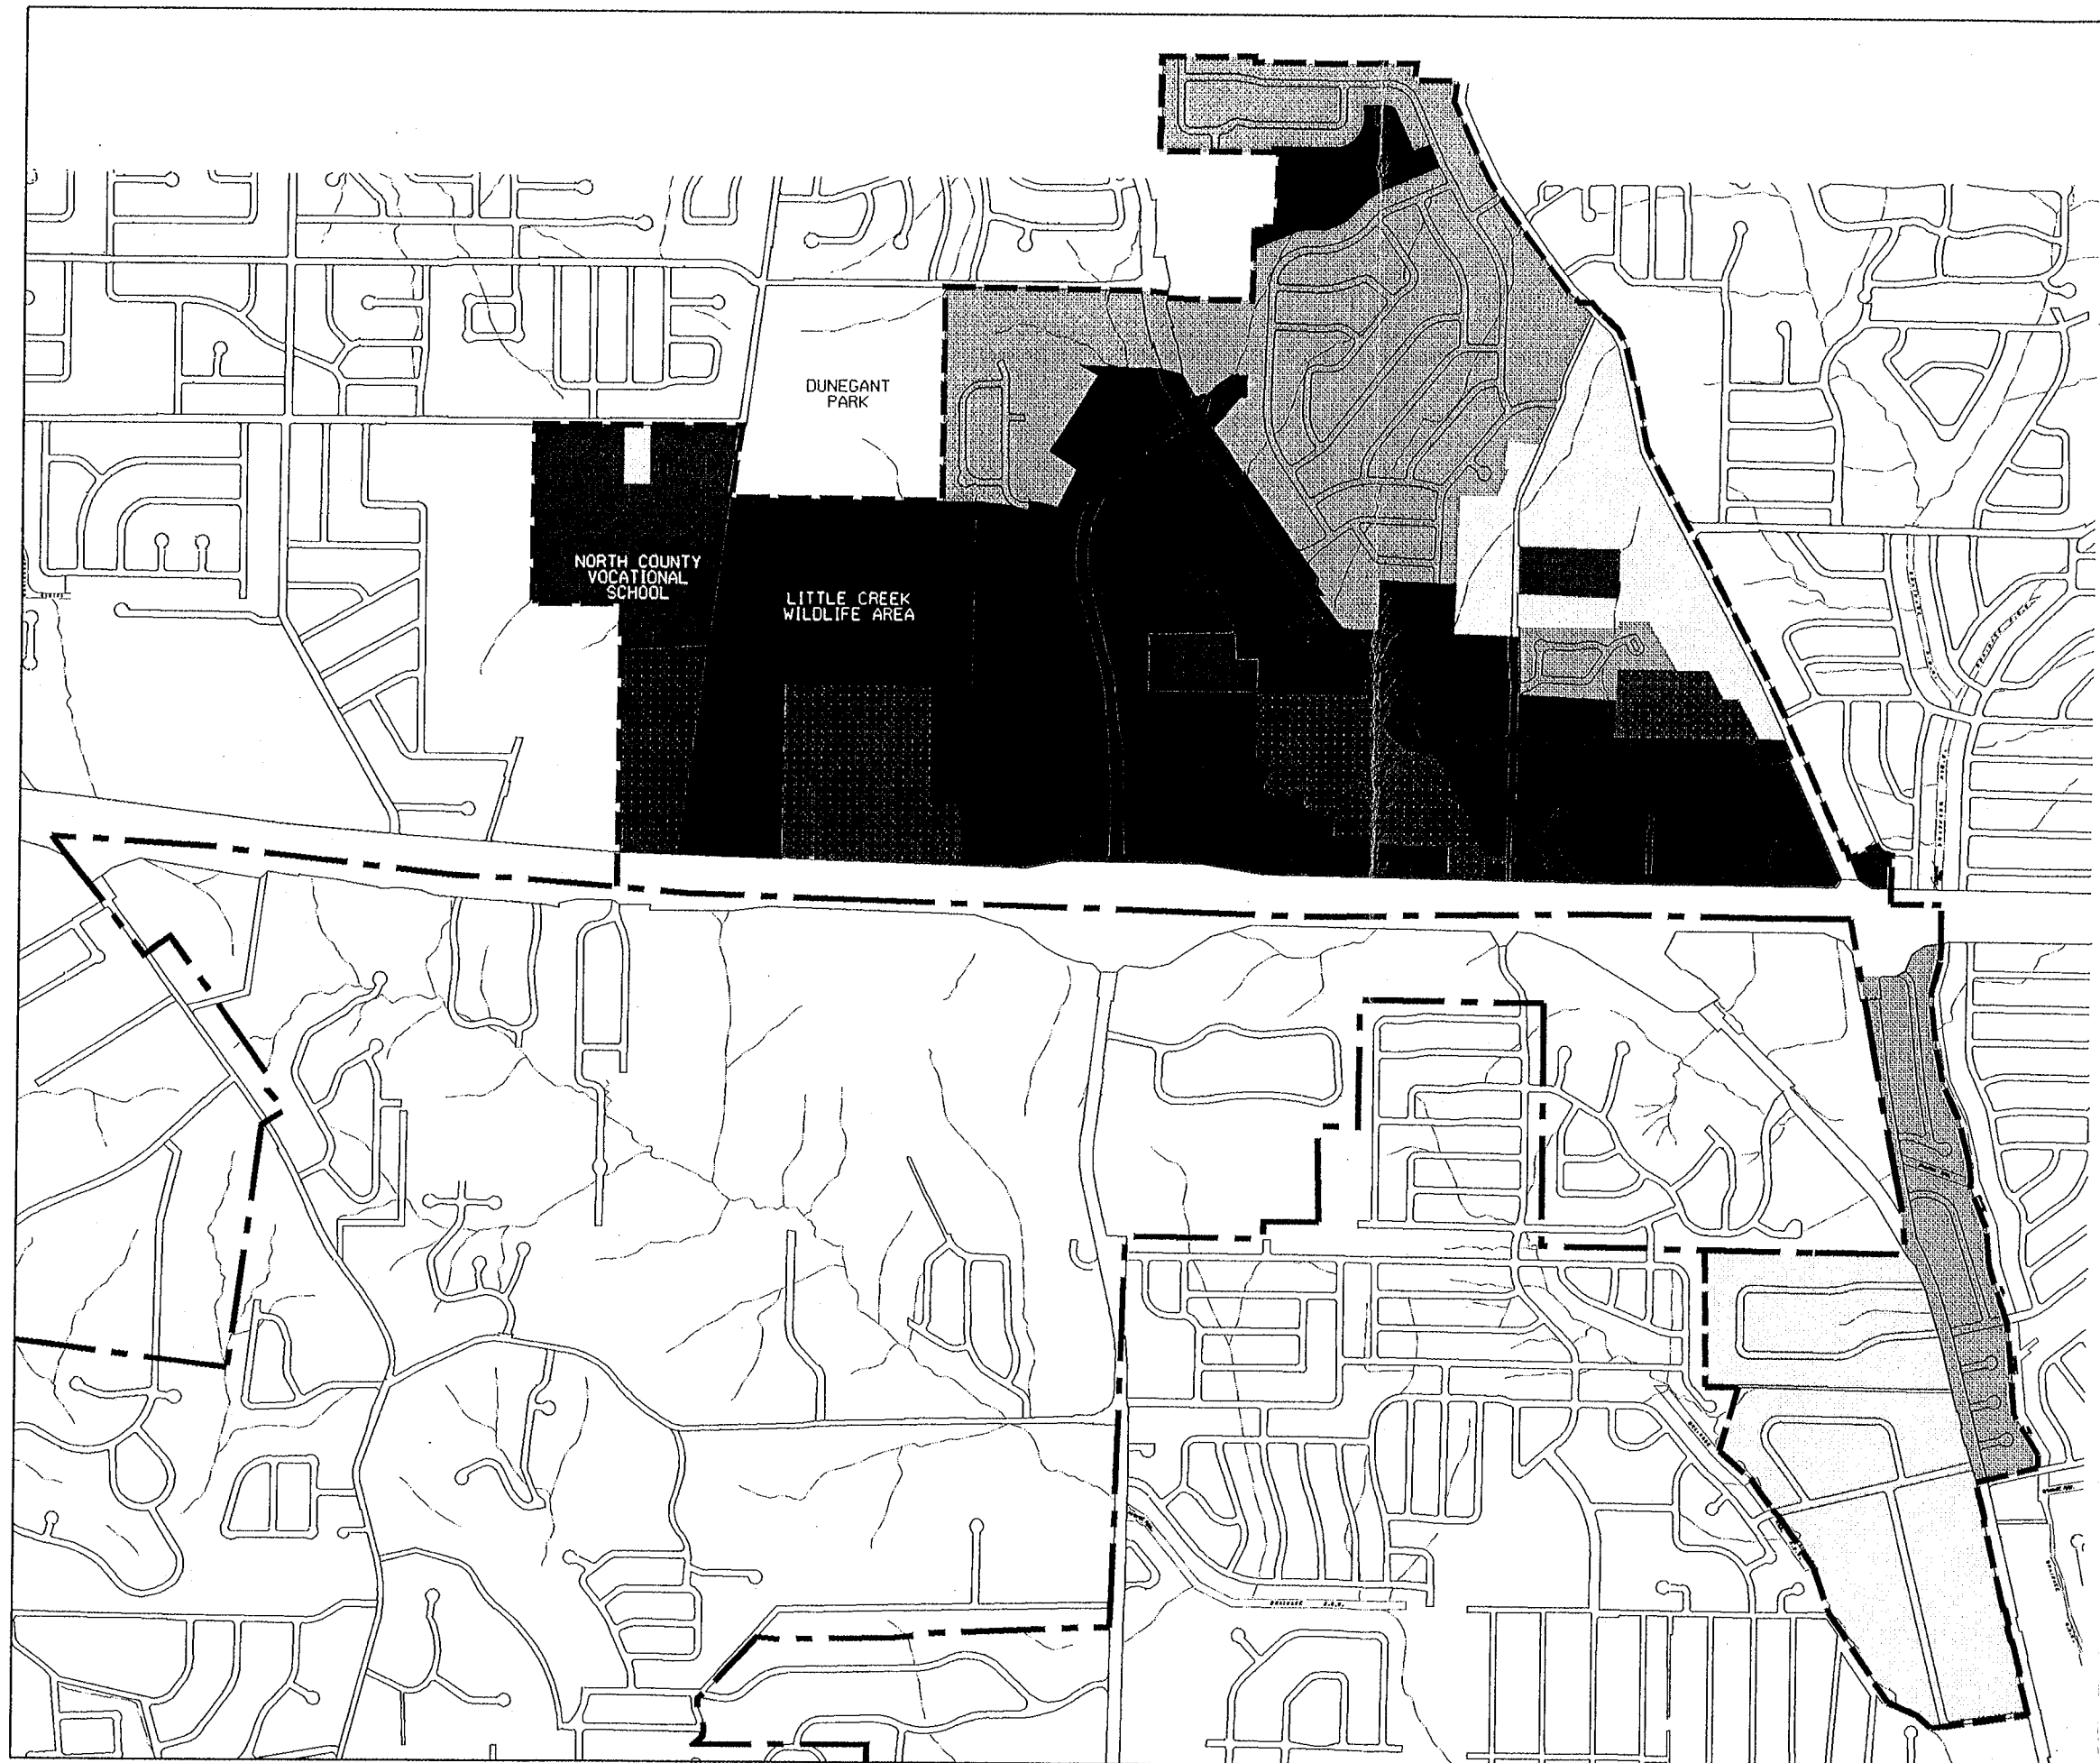 DUNEGANT
PARK
NORTH COUNTY
VOCATIONAL
SCHOOL
LITTLE CREEK
WILDLIFE AREA